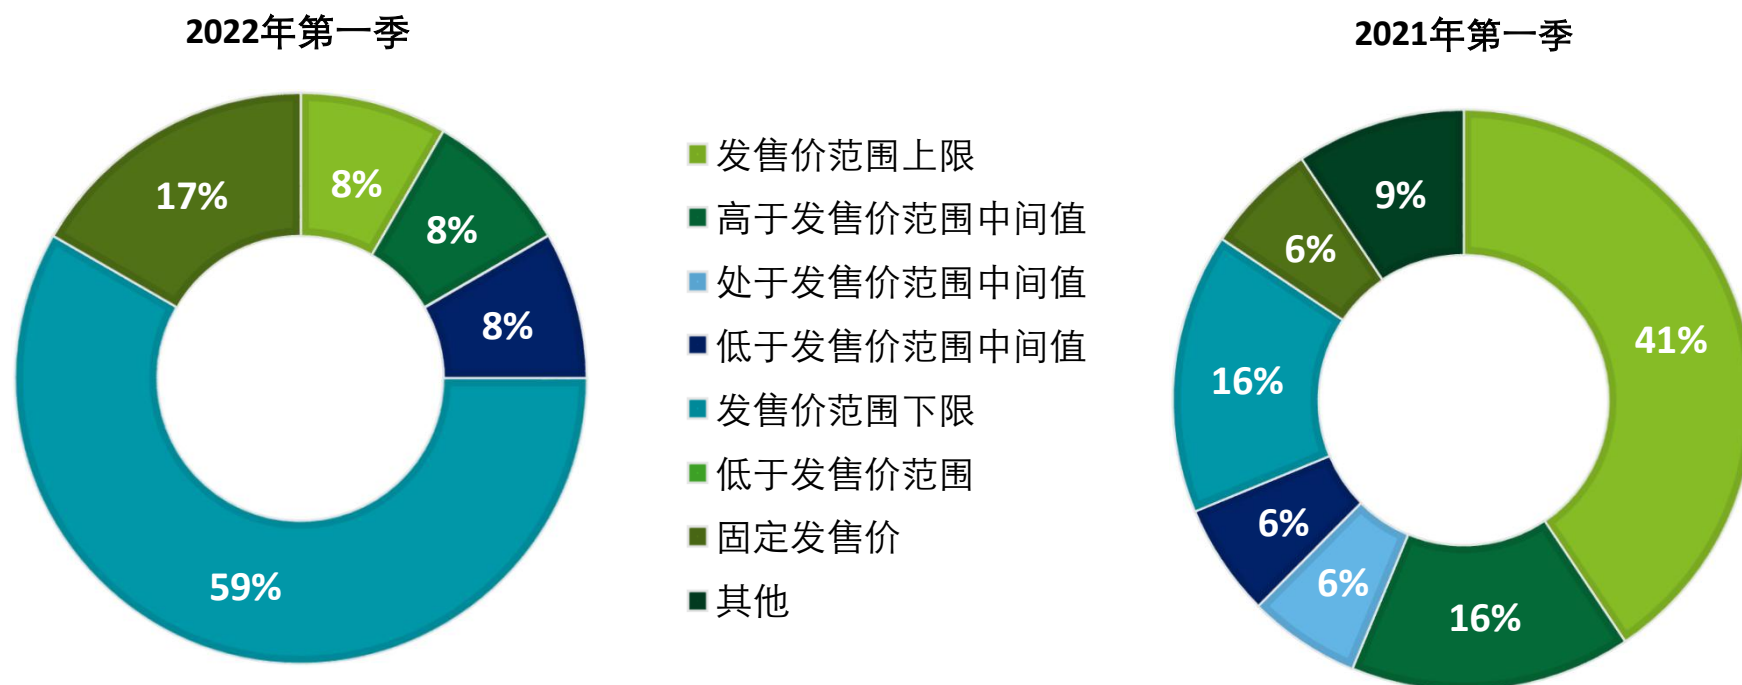 2022年第一季
8%
8%
8%
59%
17%
发售价范围上限
高于发售价范围中间值
处于发售价范围中间值
低于发售价范围中间值
发售价范围下限
低于发售价范围
固定发售价
其他
2021年第一季
41%
16%
6%
6%
16%
6%
9%